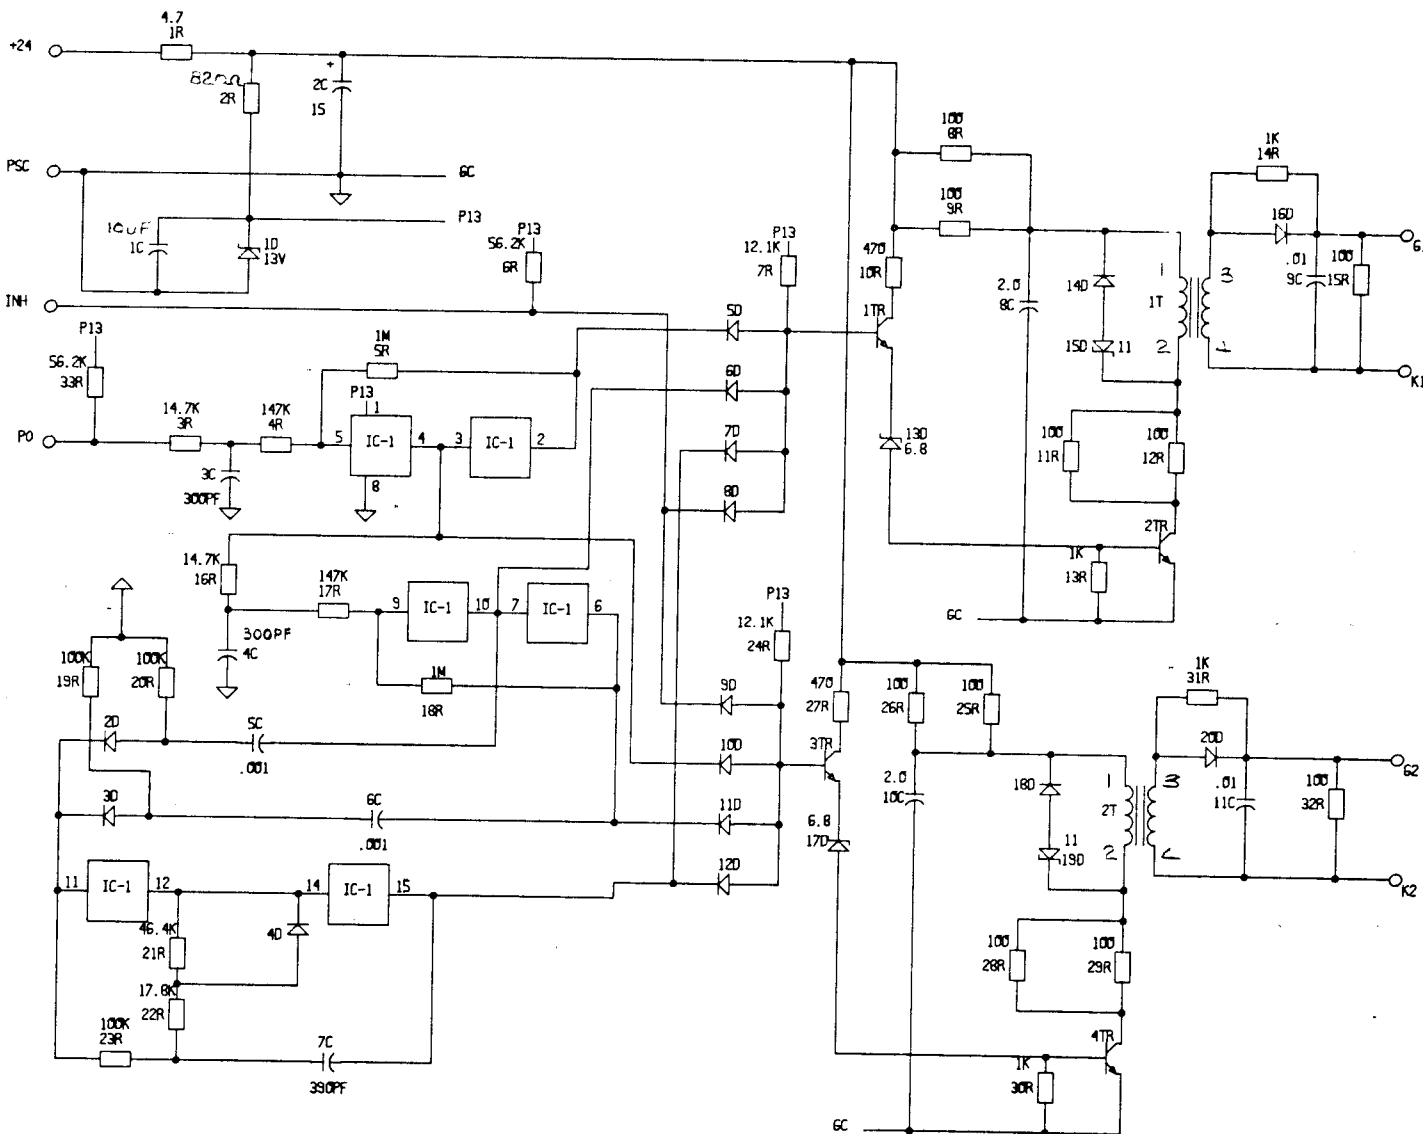 4.7
1R
+24
820Ω
2R
+
2C
15
PSC
GC
P13
10UF
1C
1D
13V
P13
56.2K
6R
INH
P13
56.2K
33R
PO
14.7K
3R
147K
4R
3C
300PF
1M
5R
P13
1
5
IC-1
4
8
3
IC-1
2
P13
12.1K
7R
5D
6D
7D
8D
100
8R
100
9R
470
10R
1TR
13D
6.8
2.0
8C
14D
15D
11
1
1T
2
3
4
1K
14R
16D
.01
9C
100
15R
K1
100
11R
100
12R
2TR
1K
13R
GC
14.7K
16R
147K
17R
300PF
4C
9
IC-1
10
7
IC-1
6
1M
18R
100K
19R
100K
20R
2D
5C
.001
3D
6C
.001
11
IC-1
12
14
IC-1
15
46.4K
21R
4D
17.8K
22R
100K
23R
7C
390PF
P13
12.1K
24R
9D
10D
11D
12D
470
27R
100
26R
100
25R
3TR
6.8
17D
2.0
10C
18D
11
19D
1
2T
2
3
1K
31R
20D
.01
11C
100
32R
G2
K2
100
28R
100
29R
4TR
1K
30R
GC